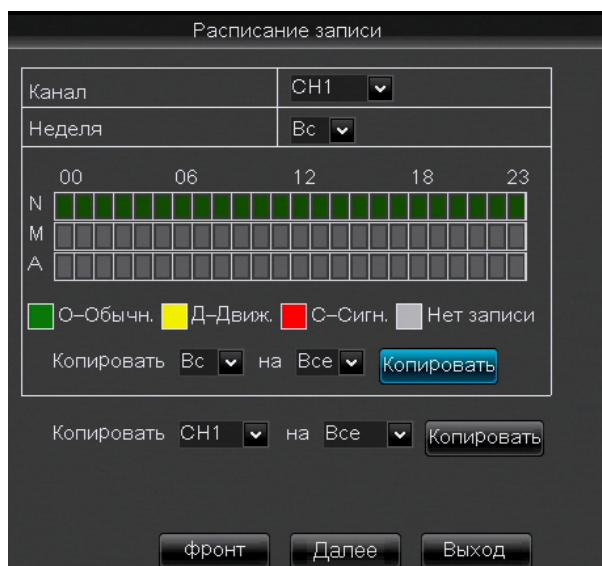 Расписание записи
Канал CH1
Неделя Вс
00 06 12 18 23
N
M
A
О–Обычн. Д–Движ. С–Сигн. Нет записи
Копировать Вс на Все Копировать
Копировать CH1 на Все Копировать
фронт Далее Выход